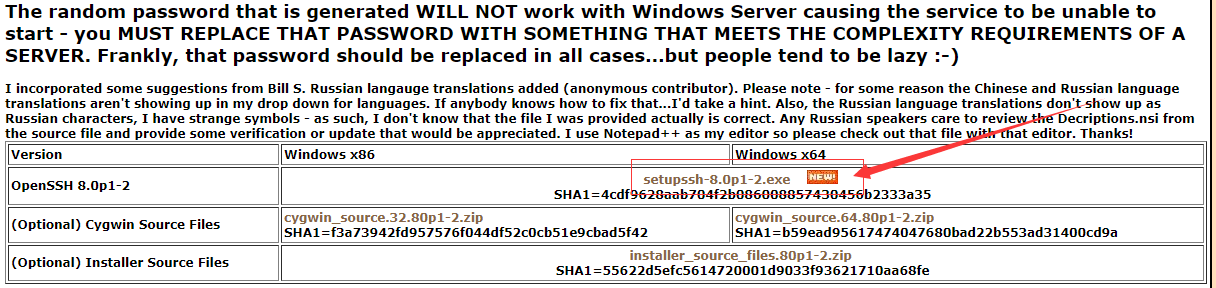 The random password that is generated WILL NOT work with Windows Server causing the service to be unable to
start - you MUST REPLACE THAT PASSWORD WITH SOMETHING THAT MEETS THE COMPLEXITY REQUIREMENTS OF A
SERVER. Frankly, that password should be replaced in all cases...but people tend to be lazy :-)
I incorporated some suggestions from Bill S. Russian langauge translations added (anonymous contributor). Please note - for some reason the Chinese and Russian language
translations aren't showing up in my drop down for languages. If anybody knows how to fix that...I'd take a hint. Also, the Russian language translations don't show up as
Russian characters, I have strange symbols - as such, I don't know that the file I was provided actually is correct. Any Russian speakers care to review the Decriptions.nsi from
the source file and provide some verification or update that would be appreciated. I use Notepad++ as my editor so please check out that file with that editor. Thanks!
Version Windows x86 Windows x64
OpenSSH 8.0p1-2 setupssh-8.0p1-2.exe NEW!
SHA1=4cdf9628aab704f2b086008857430456b2333a35
(Optional) Cygwin Source Files cygwin_source.32.80p1-2.zip cygwin_source.64.80p1-2.zip
SHA1=f3a73942fd957576f044df52c0cb51e9cbad5f42 SHA1=b59ead95617474047680bad22b553ad31400cd9a
(Optional) Installer Source Files installer_source_files.80p1-2.zip
SHA1=55622d5efc5614720001d9033f93621710aa68fe